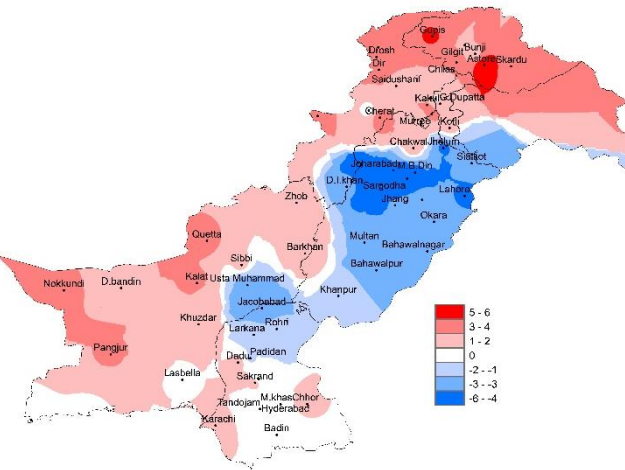 Gupis
Drosh
Gilgit
Bunji
Dir
Astore
Skardu
Chilas
Saidusharif
Kakul
G.Dupatta
Cherat
Murree
Kotli
Chakwal
Jhelum
Sialkot
Joharabad
M.B.Din
D.I.khan
Sargodha
Lahore
Zhob
Jhang
Okara
Quetta
Multan
Barkhan
Bahawalnagar
Sibbi
Bahawalpur
Kalat
Usta Muhammad
Nokkundi
D.bandin
Khanpur
Jacobabad
Khuzdar
Rohri
Larkana
Pangjur
Padidan
Dadu
Lasbella
Sakrand
Tandojam
M.khas
Chhor
Hyderabad
Karachi
Badin
5 - 6
3 - 4
1 - 2
0
-2 - -1
-3 - -3
-6 - -4